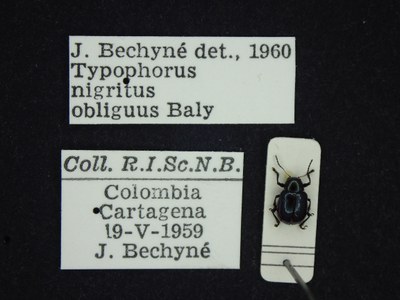 J. Bechyné det., 1960
Typophorus
nigritus
obliguus Baly
Coll. R.I.Sc.N.B.
Colombia
Cartagena
19-V-1959
J. Bechyné